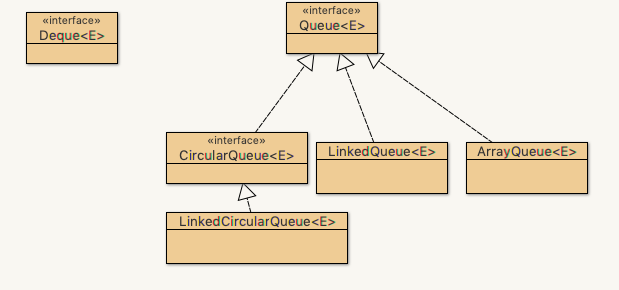 «interface»
Deque<E>
«interface»
Queue<E>
«interface»
CircularQueue<E>
LinkedQueue<E>
ArrayQueue<E>
LinkedCircularQueue<E>